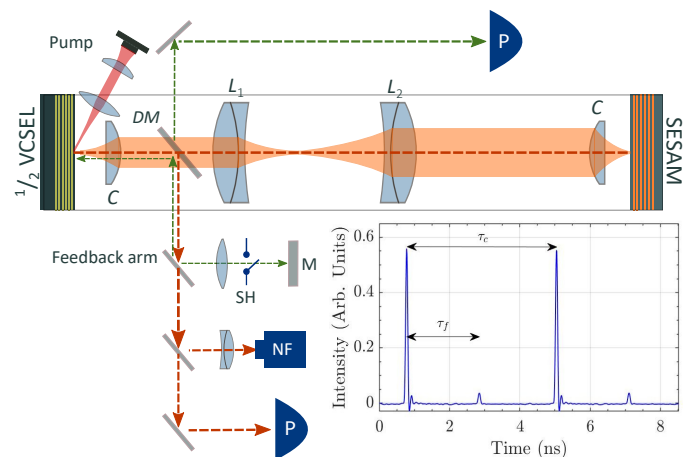 Pump
P
L1
L2
DM
C
C
1/2 VCSEL
SESAM
Feedback arm
M
SH
NF
P
0.6
0.4
0.2
0
Intensity (Arb. Units)
τc
τf
0
2
4
6
8
Time (ns)